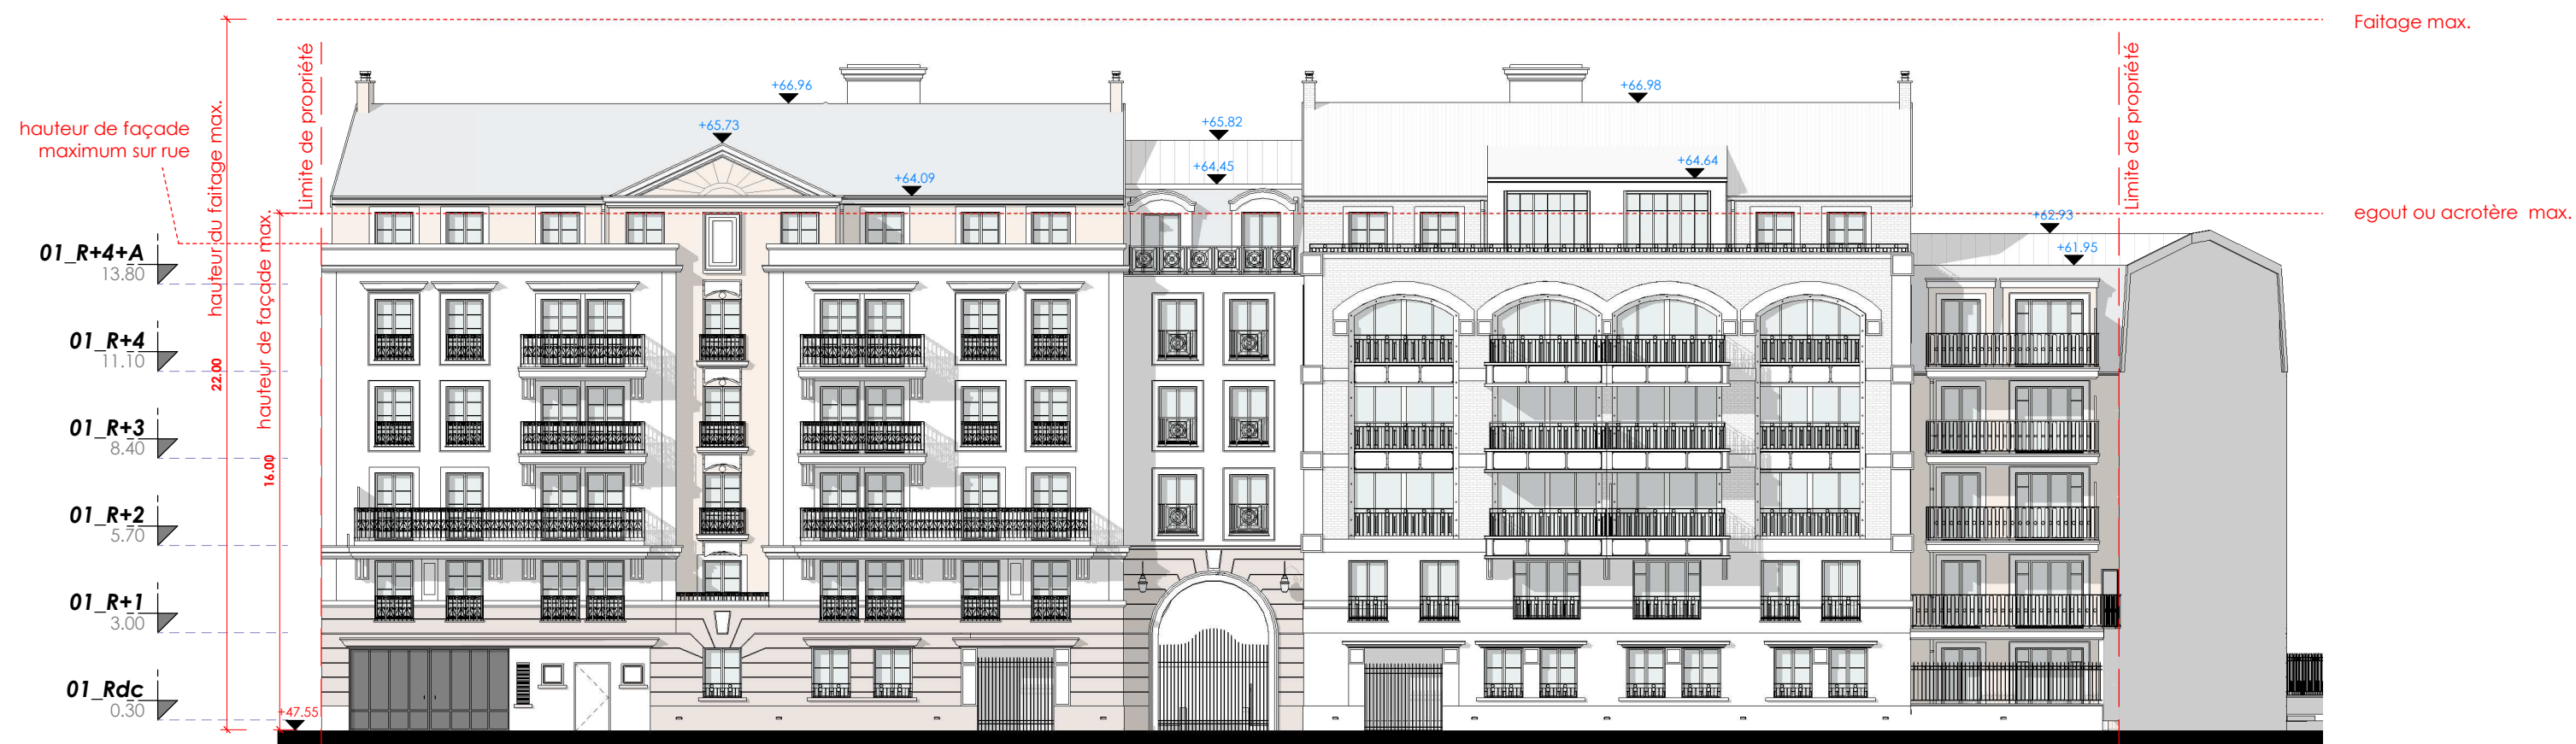 Faitage max.
Limite de propriété
Limite de propriété
+66.96
+66.98
hauteur de façade
maximum sur rue
hauteur du faitage max.
+65.73
+65.82
+64.45
+64.64
+64.09
hauteur de façade max.
egout ou acrotère max.
+62.93
+61.95
01_R+4+A
13.80
01_R+4
11.10
22.00
01_R+3
8.40
16.00
01_R+2
5.70
01_R+1
3.00
01_Rdc
0.30
+47.55